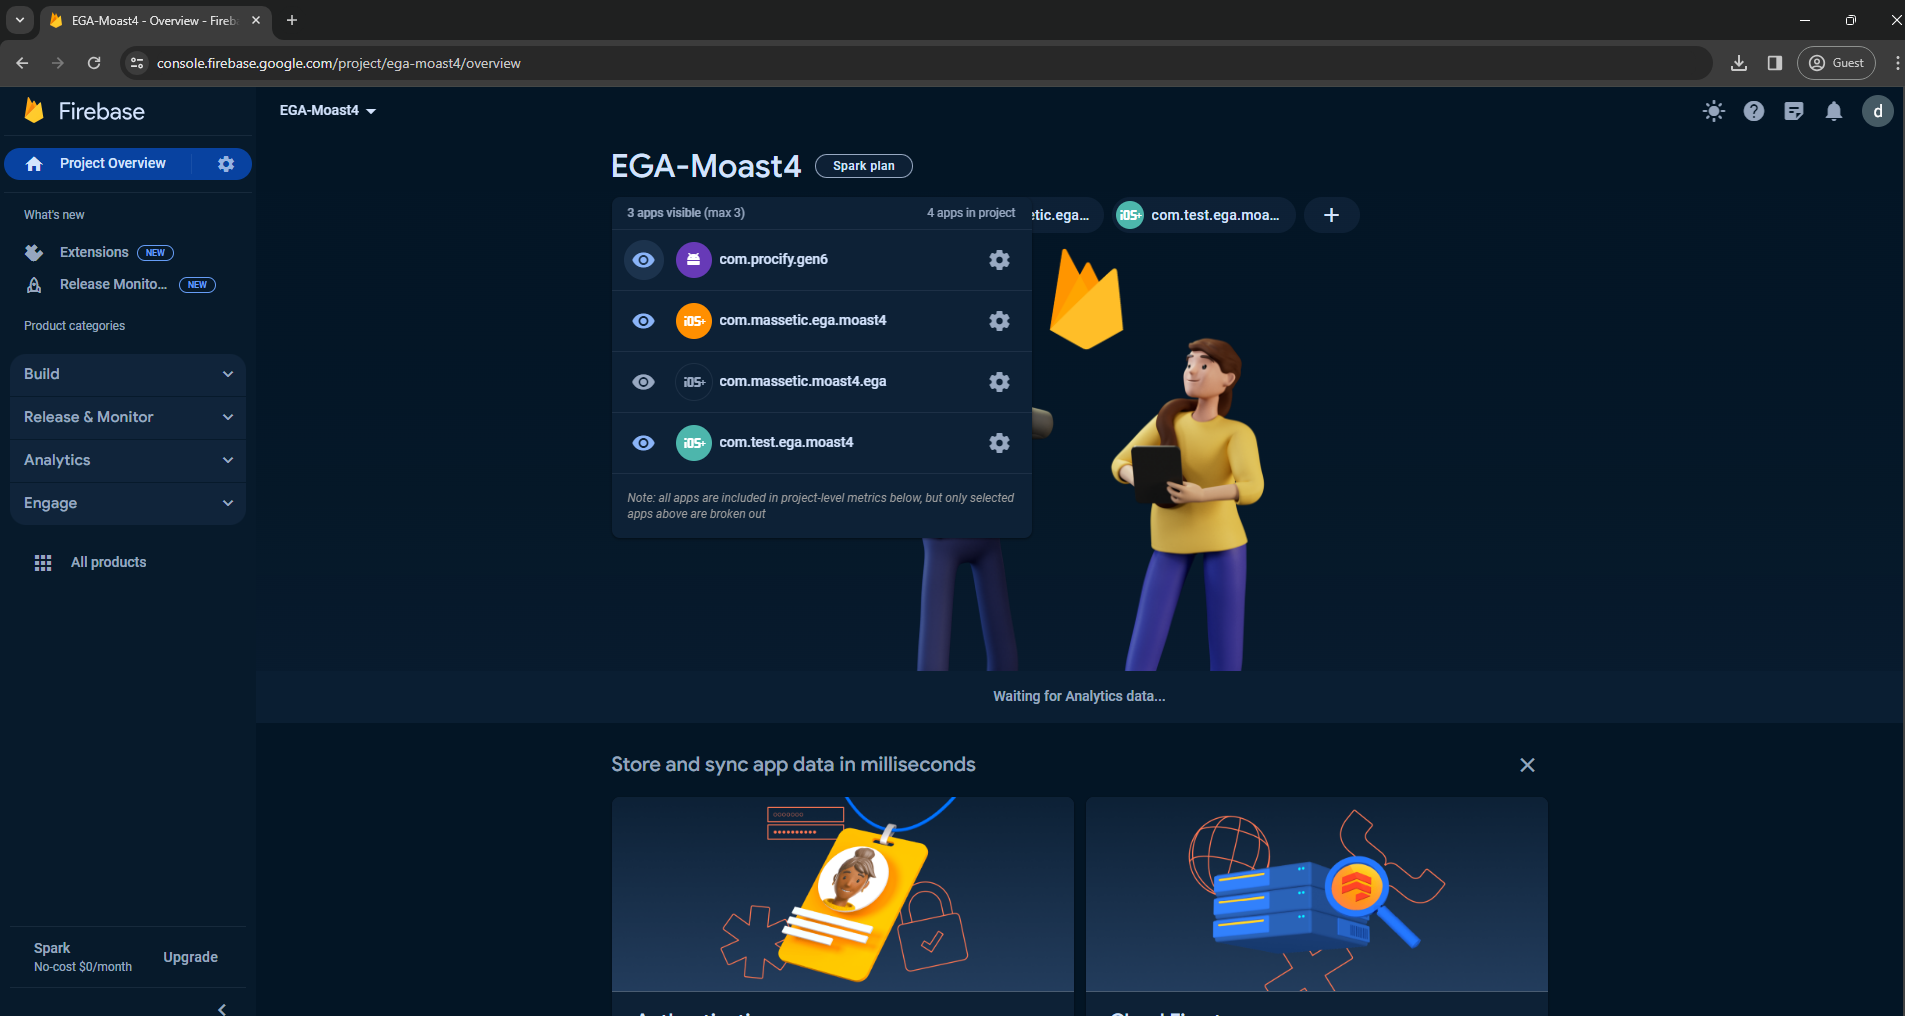 EGA-Moast4 - Overview - Fireb
console.firebase.google.com/project/ega-moast4/overview
Guest
Firebase
EGA-Moast4
d
Project Overview
EGA-Moast4
Spark plan
What's new
3 apps visible (max 3)
4 apps in project
etic.ega...
iOS+
com.test.ega.moa...
Extensions
NEW
com.procify.gen6
Release Monito...
NEW
Product categories
iOS+
com.massetic.ega.moast4
Build
iOS+
com.massetic.moast4.ega
Release & Monitor
iOS+
com.test.ega.moast4
Analytics
Note: all apps are included in project-level metrics below, but only selected
apps above are broken out
Engage
All products
Waiting for Analytics data...
Store and sync app data in milliseconds
Spark
No-cost $0/month
Upgrade